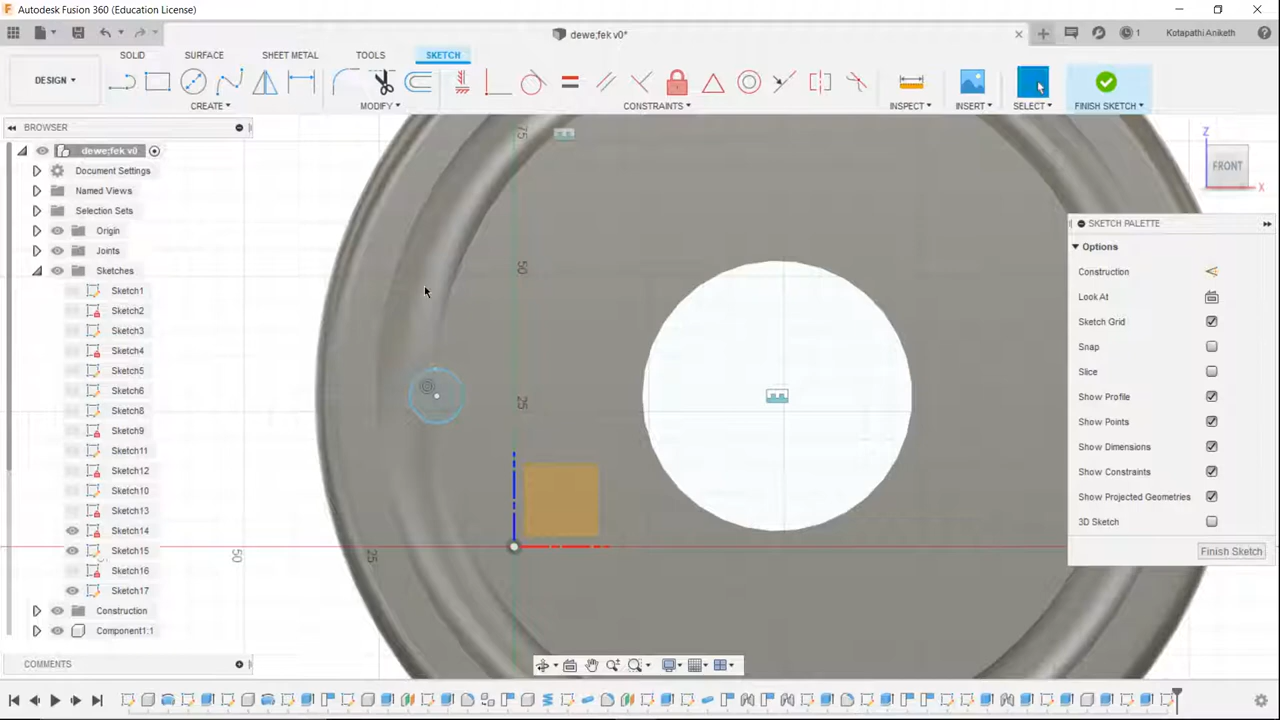 Autodesk Fusion 360 (Education License)
dewe;fek v0*
1
Kotapathi Aniketh
DESIGN
SOLID
SURFACE
SHEET METAL
TOOLS
SKETCH
CREATE
MODIFY
CONSTRAINTS
INSPECT
INSERT
SELECT
FINISH SKETCH
BROWSER
dewe;fek v0
Document Settings
Named Views
Selection Sets
Origin
Joints
Sketches
Sketch1
Sketch2
Sketch3
Sketch4
Sketch5
Sketch6
Sketch8
Sketch9
Sketch11
Sketch12
Sketch10
Sketch13
Sketch14
Sketch15
Sketch16
Sketch17
Construction
Component1:1
COMMENTS
75
50
25
50
25
Z
FRONT
X
SKETCH PALETTE
Options
Construction
Look At
Sketch Grid
Snap
Slice
Show Profile
Show Points
Show Dimensions
Show Constraints
Show Projected Geometries
3D Sketch
Finish Sketch